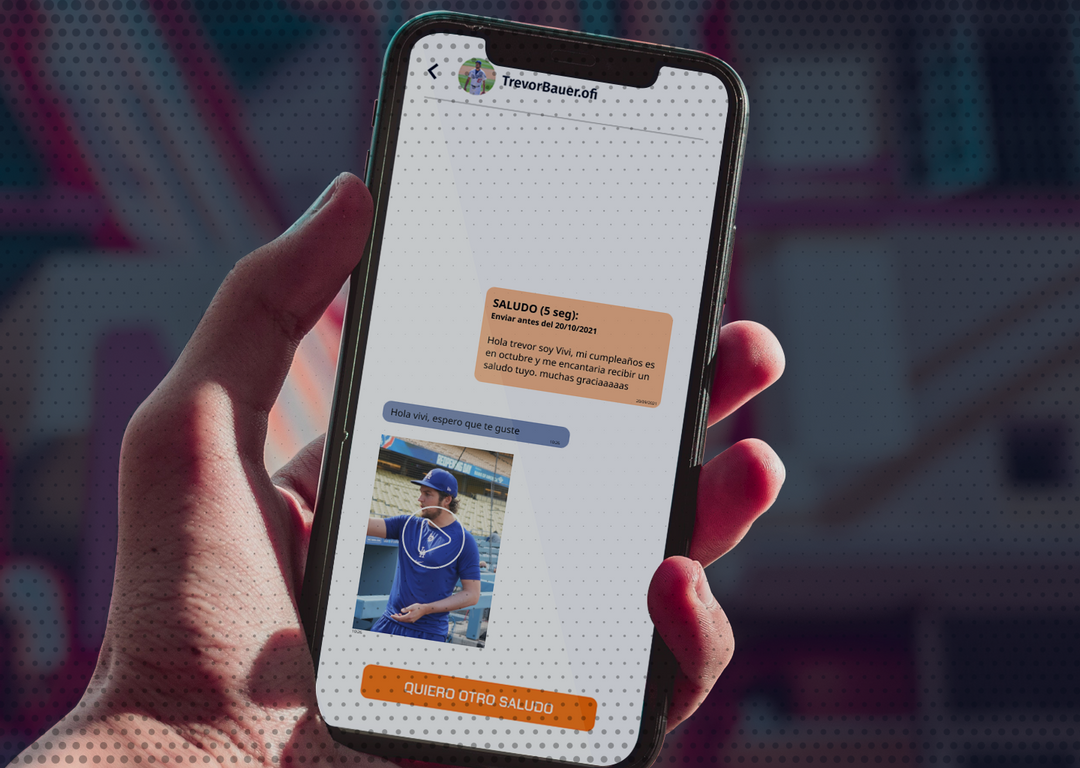 TrevorBauer.ofi
SALUDO (5 seg):
Enviar antes del 20/10/2021
Hola trevor soy Vivi, mi cumpleaños es
en octubre y me encantaria recibir un
saludo tuyo. muchas graciaaaaas
Hola vivi, espero que te guste
QUIERO OTRO SALUDO